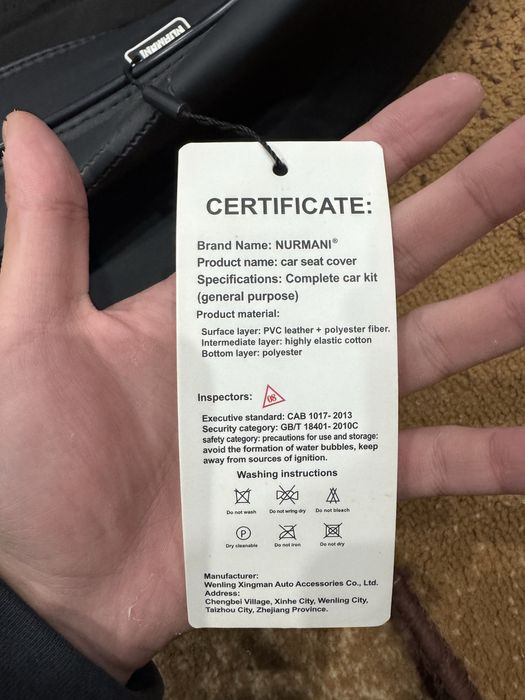 NURMANI
CERTIFICATE:
Brand Name: NURMANI®
Product name: car seat cover
Specifications: Complete car kit
(general purpose)
Product material:
Surface layer: PVC leather + polyester fiber.
Intermediate layer: highly elastic cotton
Bottom layer: polyester
Inspectors: 08
Executive standard: CAB 1017- 2013
Security category: GB/T 18401- 2010C
safety category: precautions for use and storage:
avoid the formation of water bubbles, keep
away from sources of ignition.
Washing instructions
Do not wash Do not wring dry Do not bleach
P
Dry cleanable Do not iron Do not dry
Manufacturer:
Wenling Xingman Auto Accessories Co., Ltd.
Address:
Chengbei Village, Xinhe City, Wenling City,
Taizhou City, Zhejiang Province.